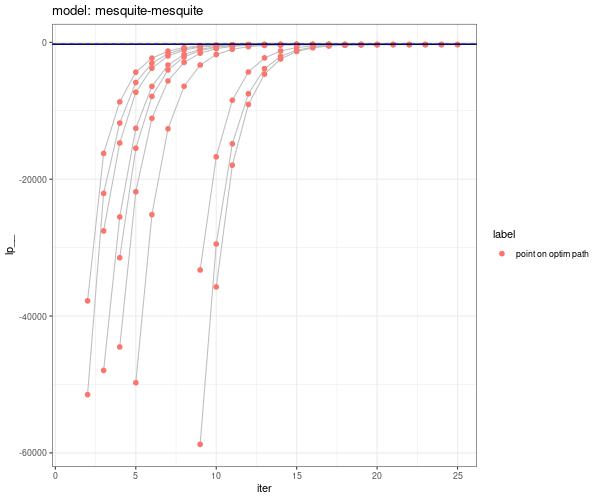 model: mesquite-mesquite
0
-20000
-40000
-60000
lp__
0
5
10
15
20
25
iter
label
point on optim path